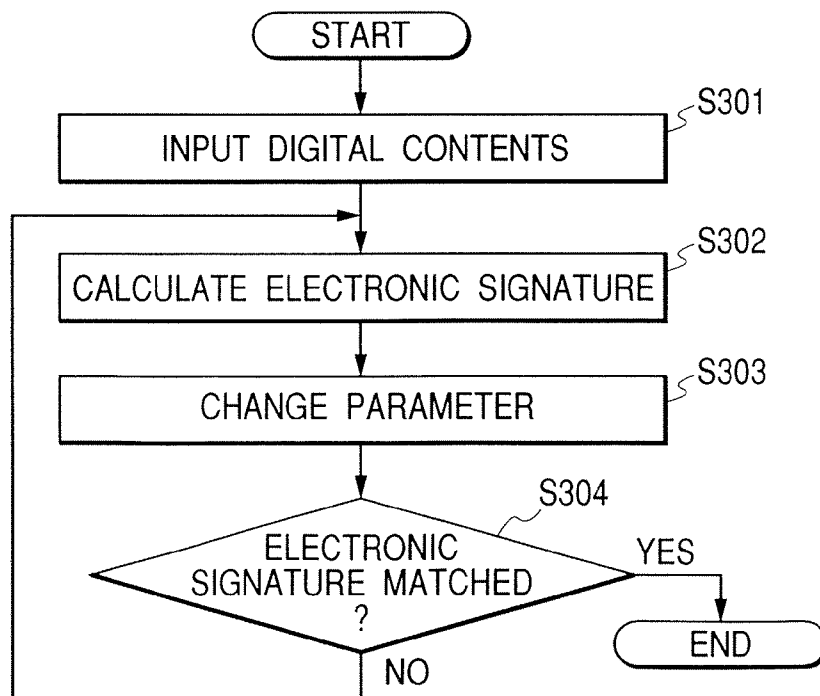 START
S301
INPUT DIGITAL CONTENTS
S302
CALCULATE ELECTRONIC SIGNATURE
S303
CHANGE PARAMETER
S304
ELECTRONIC
SIGNATURE MATCHED
?
YES
END
NO